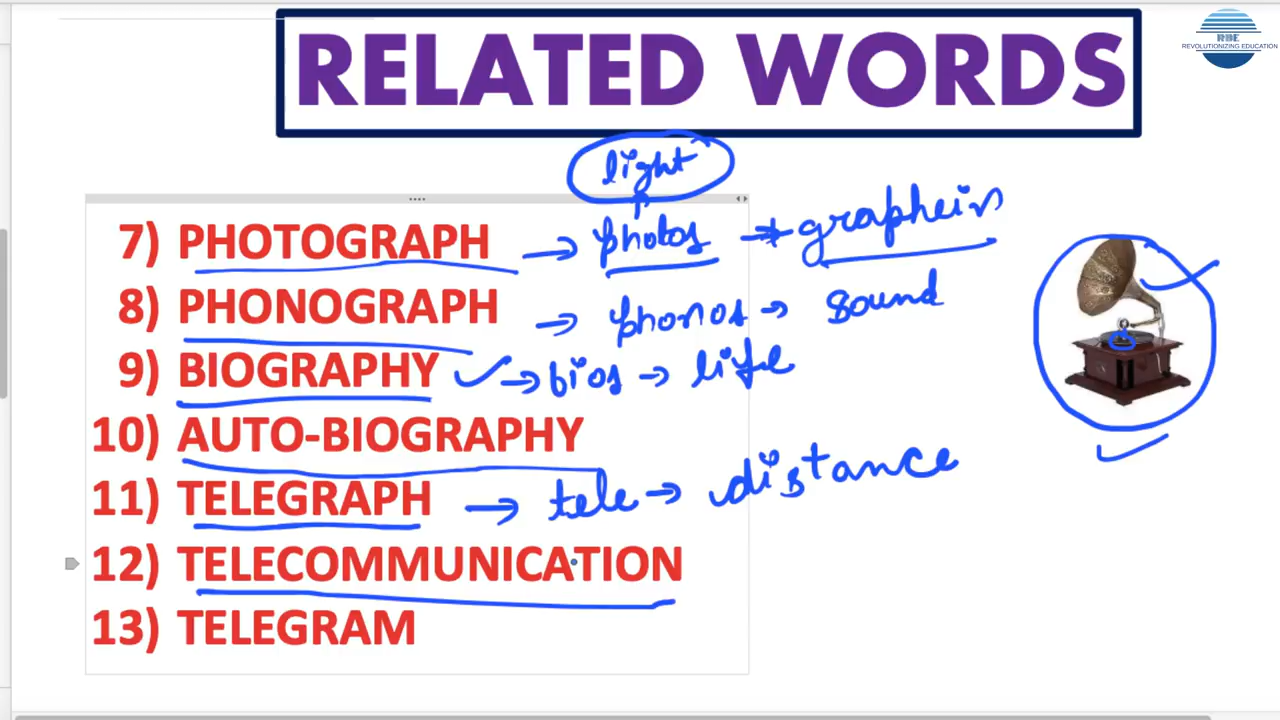 RBE
REVOLUTIONIZING EDUCATION
RELATED WORDS
light
7) PHOTOGRAPH → photos → graphein
8) PHONOGRAPH → phonos → sound
9) BIOGRAPHY → bios → life
10) AUTO-BIOGRAPHY
11) TELEGRAPH → tele → distance
12) TELECOMMUNICATION
13) TELEGRAM